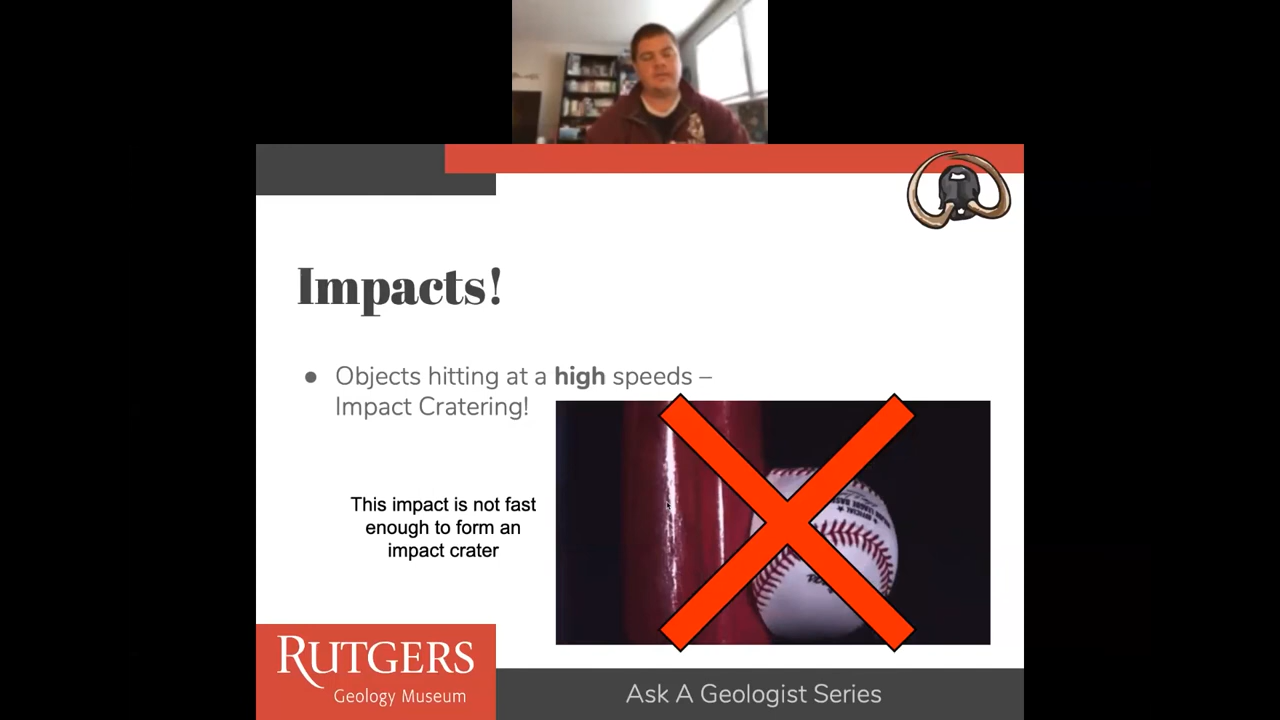 Impacts!
● Objects hitting at a high speeds –
Impact Cratering!
This impact is not fast
enough to form an
impact crater
RUTGERS
Geology Museum
Ask A Geologist Series